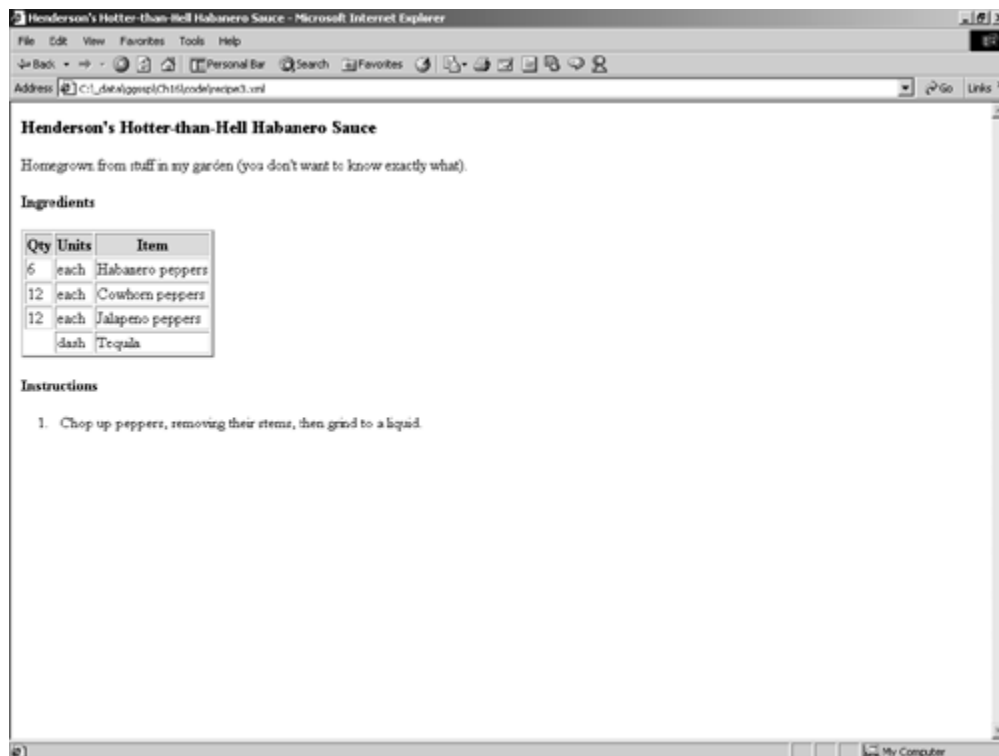 Henderson's Hotter-than-Hell Habanero Sauce - Microsoft Internet Explorer
File Edit View Favorites Tools Help
Back Personal Bar Search Favorites
Address C:\_data\ggssp\Ch16\code\recipe3.xml Go Links
Henderson's Hotter-than-Hell Habanero Sauce
Homegrown from stuff in my garden (you don't want to know exactly what).
Ingredients
Qty Units Item
6 each Habanero peppers
12 each Cowhorn peppers
12 each Jalapeno peppers
dash Tequila
Instructions
1. Chop up peppers, removing their stems, then grind to a liquid.
My Computer